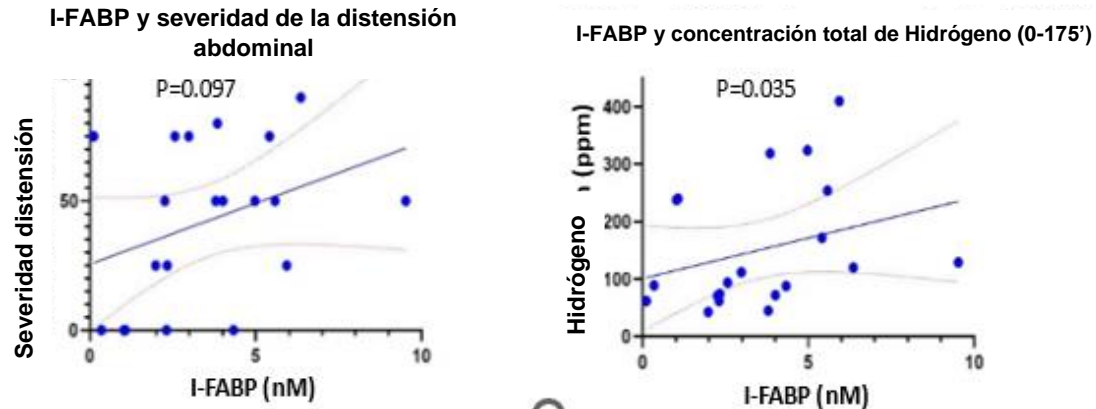 I-FABP y severidad de la distensión
abdominal
P=0.097
Severidad distensión
50
0
0
5
10
I-FABP (nM)
I-FABP y concentración total de Hidrógeno (0-175’)
P=0.035
Hidrógeno (ppm)
400
300
200
100
0
0
5
10
I-FABP (nM)